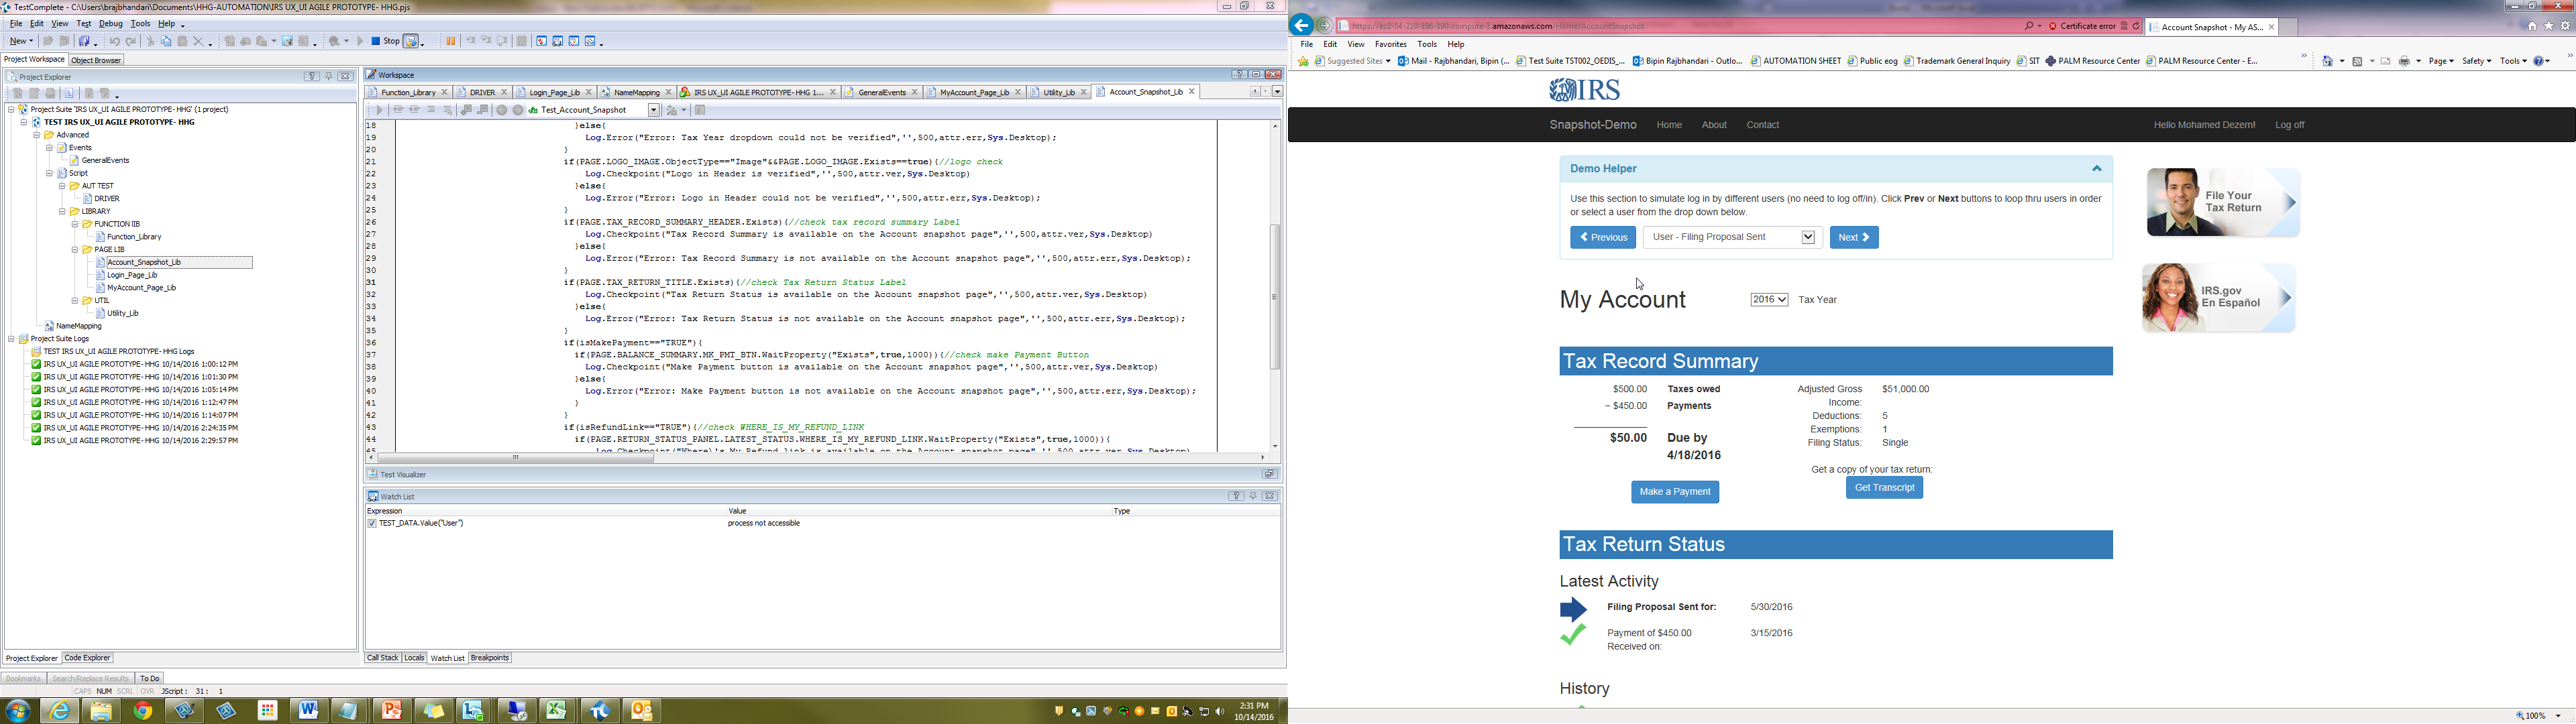 TestComplete - C:\Users\brajbhandari\Documents\HHG-AUTOMATION\IRS UX_UI AGILE PROTOTYPE- HHG.pjs
File Edit View Test Debug Tools Help
New Stop
Project Workspace Object Browser
Project Explorer
Project Suite 'IRS UX_UI AGILE PROTOTYPE-HHG' (1 project)
TEST IRS UX_UI AGILE PROTOTYPE- HHG
Advanced
Events
GeneralEvents
Script
AUT TEST
DRIVER
LIBRARY
FUNCTION lIB
Function_Library
PAGE LIB
Account_Snapshot_Lib
Login_Page_Lib
MyAccount_Page_Lib
UTIL
Utility_Lib
NameMapping
Project Suite Logs
TEST IRS UX_UI AGILE PROTOTYPE- HHG Logs
IRS UX_UI AGILE PROTOTYPE- HHG 10/14/2016 1:00:12 PM
IRS UX_UI AGILE PROTOTYPE- HHG 10/14/2016 1:01:30 PM
IRS UX_UI AGILE PROTOTYPE- HHG 10/14/2016 1:05:14 PM
IRS UX_UI AGILE PROTOTYPE- HHG 10/14/2016 1:12:47 PM
IRS UX_UI AGILE PROTOTYPE- HHG 10/14/2016 1:14:07 PM
IRS UX_UI AGILE PROTOTYPE- HHG 10/14/2016 2:24:35 PM
IRS UX_UI AGILE PROTOTYPE- HHG 10/14/2016 2:29:57 PM
Project Explorer Code Explorer
Workspace
Function_Library DRIVER Login_Page_Lib NameMapping IRS UX_UI AGILE PROTOTYPE- HHG 1... GeneralEvents MyAccount_Page_Lib Utility_Lib Account_Snapshot_Lib
Test_Account_Snapshot
18 }else{
19 Log.Error("Error: Tax Year dropdown could not be verified",'',500,attr.err,Sys.Desktop);
20 }
21 if(PAGE.LOGO_IMAGE.ObjectType=="Image"&&PAGE.LOGO_IMAGE.Exists==true){//logo check
22 Log.Checkpoint("Logo in Header is verified",'',500,attr.ver,Sys.Desktop)
23 }else{
24 Log.Error("Error: Logo in Header could not be verified",'',500,attr.err,Sys.Desktop);
25 }
26 if(PAGE.TAX_RECORD_SUMMARY_HEADER.Exists){//check tax record summary Label
27 Log.Checkpoint("Tax Record Summary is available on the Account snapshot page",'',500,attr.ver,Sys.Desktop)
28 }else{
29 Log.Error("Error: Tax Record Summary is not available on the Account snapshot page",'',500,attr.err,Sys.Desktop);
30 }
31 if(PAGE.TAX_RETURN_TITLE.Exists){//check Tax Return Status Label
32 Log.Checkpoint("Tax Return Status is available on the Account snapshot page",'',500,attr.ver,Sys.Desktop)
33 }else{
34 Log.Error("Error: Tax Return Status is not available on the Account snapshot page",'',500,attr.err,Sys.Desktop);
35 }
36 if(isMakePayment=="TRUE"){
37 if(PAGE.BALANCE_SUMMARY.MK_PMT_BTN.WaitProperty("Exists",true,1000)){//check make Payment Button
38 Log.Checkpoint("Make Payment button is available on the Account snapshot page",'',500,attr.ver,Sys.Desktop)
39 }else{
40 Log.Error("Error: Make Payment button is not available on the Account snapshot page",'',500,attr.err,Sys.Desktop);
41 }
42 }
43 if(isRefundLink=="TRUE"){//check WHERE_IS_MY_REFUND_LINK
44 if(PAGE.RETURN_STATUS_PANEL.LATEST_STATUS.WHERE_IS_MY_REFUND_LINK.WaitProperty("Exists",true,1000)){
45 Log.Checkpoint("Where\'s My Refund link is available on the Account snapshot page",'',500,attr.ver,Sys.Desktop)
Test Visualizer
Watch List
Expression Value Type
TEST_DATA.Value("User") process not accessible
Call Stack Locals Watch List Breakpoints
Bookmarks Search/Replace Results To Do
CAPS NUM SCRL OVR JScript : 31 : 1
2:31 PM
10/14/2016
https://ec2-54-210-196-190.compute-1.amazonaws.com/Home/AccountSnapshot Certificate error Account Snapshot - My AS...
File Edit View Favorites Tools Help
Suggested Sites Mail - Rajbhandari, Bipin (... Test Suite TST002_OEDIS_... Bipin Rajbhandari - Outlo... AUTOMATION SHEET Public eog Trademark General Inquiry SIT PALM Resource Center PALM Resource Center - E... Page Safety Tools
IRS
Snapshot-Demo Home About Contact Hello Mohamed Dezern! Log off
Demo Helper
Use this section to simulate log in by different users (no need to log off/in). Click Prev or Next buttons to loop thru users in order
or select a user from the drop down below.
Previous User - Filing Proposal Sent Next
File Your
Tax Return
IRS.gov
En Español
My Account 2016 Tax Year
Tax Record Summary
$500.00 Taxes owed
− $450.00 Payments
$50.00 Due by
4/18/2016
Make a Payment
Adjusted Gross $51,000.00
Income:
Deductions: 5
Exemptions: 1
Filing Status: Single
Get a copy of your tax return:
Get Transcript
Tax Return Status
Latest Activity
Filing Proposal Sent for: 5/30/2016
Payment of $450.00 3/15/2016
Received on:
History
100%